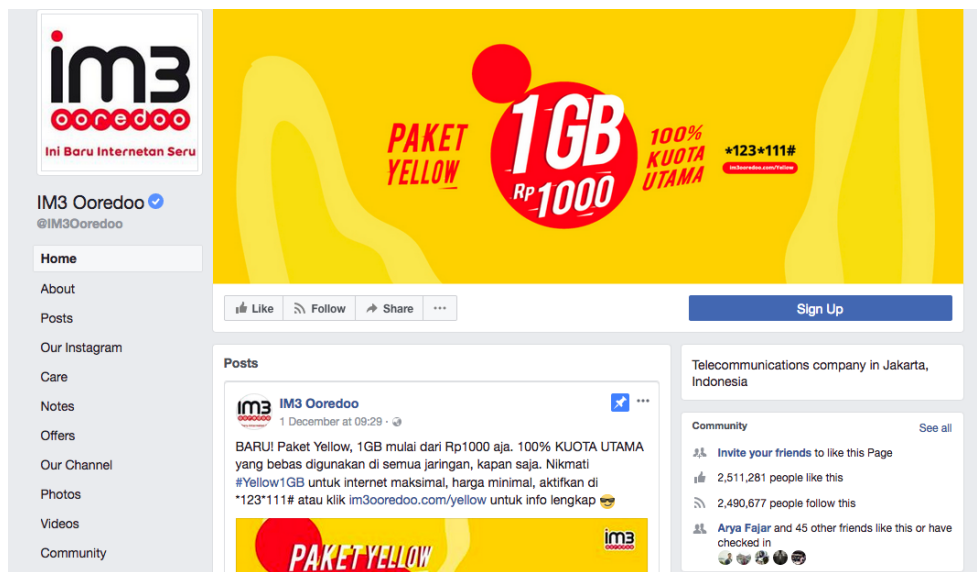 im3
ooredoo
Ini Baru Internetan Seru
IM3 Ooredoo
@IM3Ooredoo
Home
About
Posts
Our Instagram
Care
Notes
Offers
Our Channel
Photos
Videos
Community
PAKET
YELLOW
1GB
Rp1000
100%
KUOTA
UTAMA
*123*111#
im3ooredoo.com/Yellow
Like
Follow
Share
Sign Up
Posts
im3
ooredoo
IM3 Ooredoo
1 December at 09:29 ·
BARU! Paket Yellow, 1GB mulai dari Rp1000 aja. 100% KUOTA UTAMA
yang bebas digunakan di semua jaringan, kapan saja. Nikmati
#Yellow1GB untuk internet maksimal, harga minimal, aktifkan di
*123*111# atau klik im3ooredoo.com/yellow untuk info lengkap 😎
PAKET YELLOW
im3
ooredoo
Telecommunications company in Jakarta,
Indonesia
Community
See all
Invite your friends to like this Page
2,511,281 people like this
2,490,677 people follow this
Arya Fajar and 45 other friends like this or have
checked in